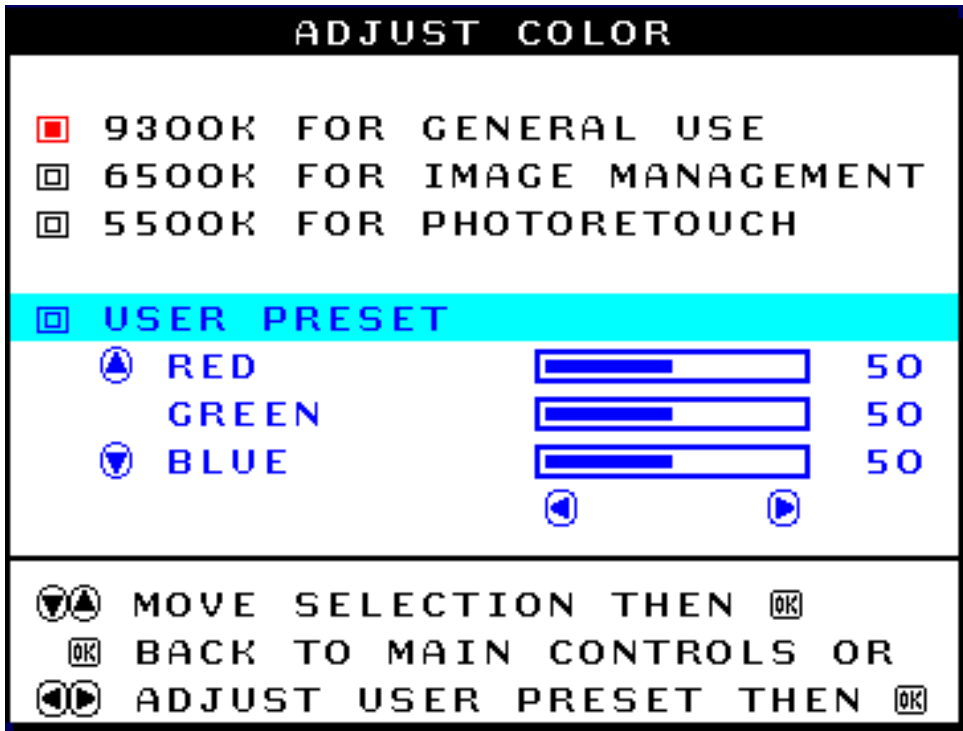 ADJUST COLOR
9300K FOR GENERAL USE
6500K FOR IMAGE MANAGEMENT
5500K FOR PHOTORETOUCH
USER PRESET
RED 50
GREEN 50
BLUE 50
MOVE SELECTION THEN OK
OK BACK TO MAIN CONTROLS OR
ADJUST USER PRESET THEN OK